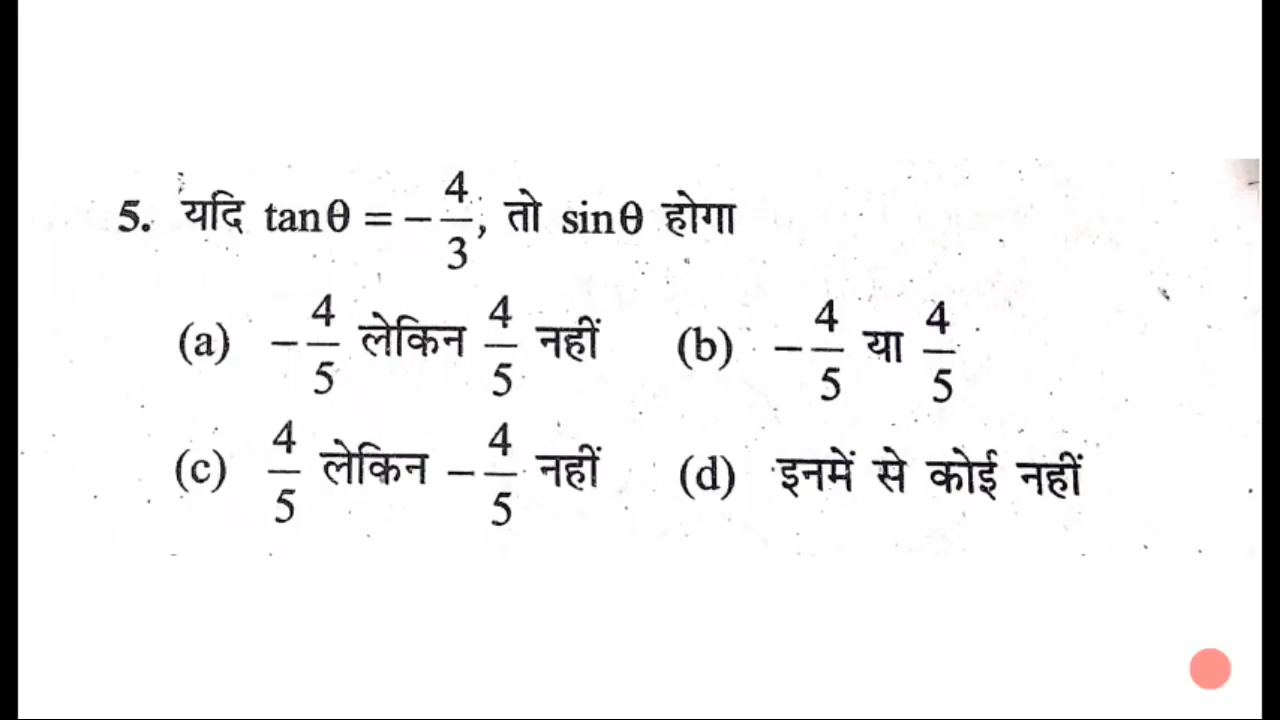 5. यदि tanθ = −4/3, तो sinθ होगा
(a) −4/5 लेकिन 4/5 नहीं (b) −4/5 या 4/5
(c) 4/5 लेकिन −4/5 नहीं (d) इनमें से कोई नहीं